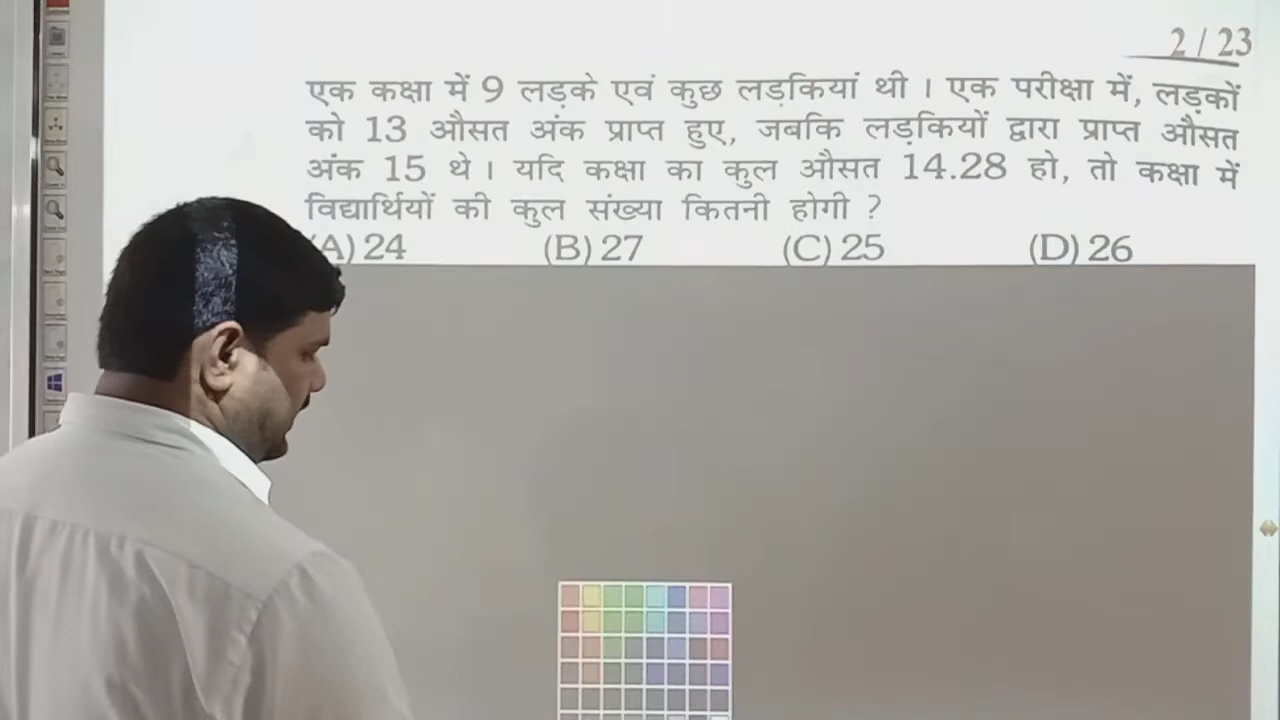 2 / 23
एक कक्षा में 9 लड़के एवं कुछ लड़कियां थी । एक परीक्षा में, लड़कों
को 13 औसत अंक प्राप्त हुए, जबकि लड़कियों द्वारा प्राप्त औसत
अंक 15 थे । यदि कक्षा का कुल औसत 14.28 हो, तो कक्षा में
विद्यार्थियों की कुल संख्या कितनी होगी ?
(A) 24 (B) 27 (C) 25 (D) 26